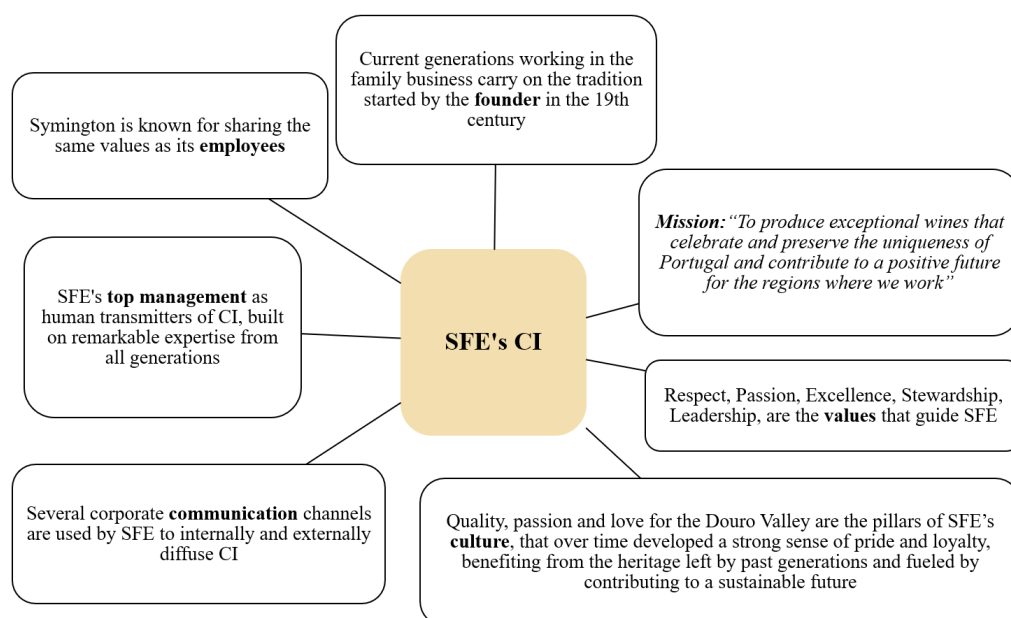 Current generations working in the
family business carry on the tradition
started by the founder in the 19th
century
Symington is known for sharing the
same values as its employees
Mission:“To produce exceptional wines that
celebrate and preserve the uniqueness of
Portugal and contribute to a positive future
for the regions where we work”
SFE's top management as
human transmitters of CI, built
on remarkable expertise from
all generations
SFE's CI
Respect, Passion, Excellence, Stewardship,
Leadership, are the values that guide SFE
Several corporate communication channels
are used by SFE to internally and externally
diffuse CI
Quality, passion and love for the Douro Valley are the pillars of SFE’s
culture, that over time developed a strong sense of pride and loyalty,
benefiting from the heritage left by past generations and fueled by
contributing to a sustainable future